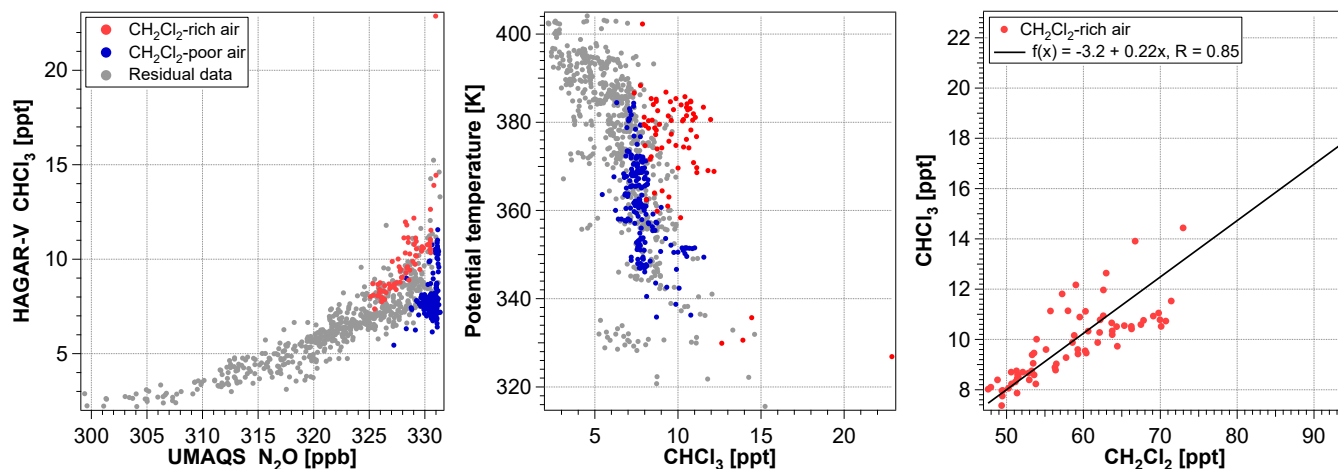 HAGAR-V CHCl₃ [ppt]
20
15
10
5
CH₂Cl₂-rich air
CH₂Cl₂-poor air
Residual data
300 305 310 315 320 325 330
UMAQS N₂O [ppb]
Potential temperature [K]
400
380
360
340
320
5 10 15 20
CHCl₃ [ppt]
CHCl₃ [ppt]
22
20
18
16
14
12
10
8
CH₂Cl₂-rich air
f(x) = -3.2 + 0.22x, R = 0.85
50 60 70 80 90
CH₂Cl₂ [ppt]